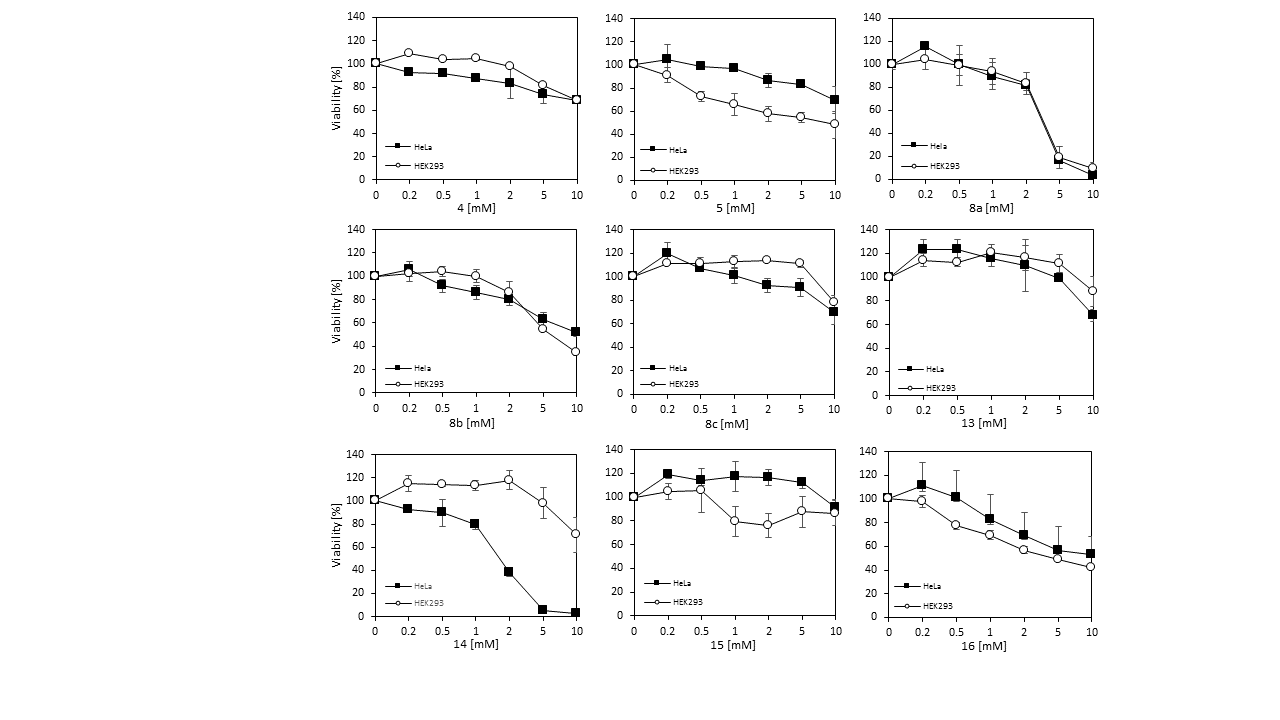 Viability [%]
140
120
100
80
60
40
20
0
HeLa
HEK293
0 0.2 0.5 1 2 5 10
4 [mM]
140
120
100
80
60
40
20
0
HeLa
HEK293
0 0.2 0.5 1 2 5 10
5 [mM]
140
120
100
80
60
40
20
0
Hela
HEK293
0 0.2 0.5 1 2 5 10
8a [mM]
Viability [%]
140
120
100
80
60
40
20
0
Hela
HEK293
0 0.2 0.5 1 2 5 10
8b [mM]
140
120
100
80
60
40
20
0
HeLa
HEK293
0 0.2 0.5 1 2 5 10
8c [mM]
140
120
100
80
60
40
20
0
HeLa
HEK293
0 0.2 0.5 1 2 5 10
13 [mM]
Viability [%]
140
120
100
80
60
40
20
0
HeLa
HEK293
0 0.2 0.5 1 2 5 10
14 [mM]
140
120
100
80
60
40
20
0
HeLa
HEK293
0 0.2 0.5 1 2 5 10
15 [mM]
140
120
100
80
60
40
20
0
HeLa
HEK293
0 0.2 0.5 1 2 5 10
16 [mM]